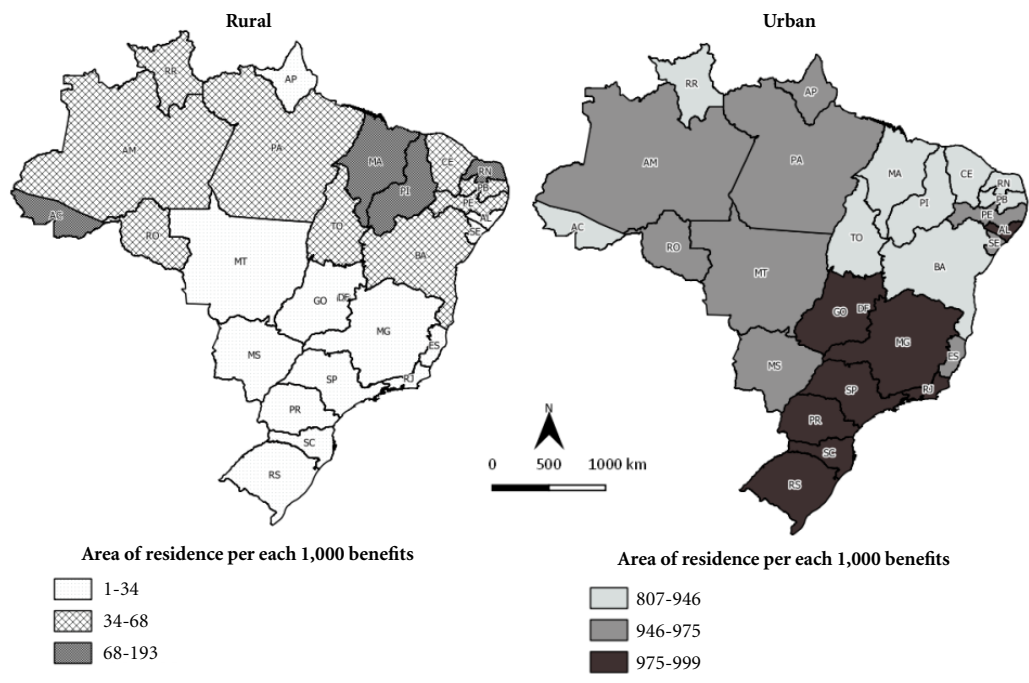 Rural
Urban
RR
AP
AM
PA
MA
CE
RN
PB
PI
PE
AL
SE
AC
RO
TO
BA
MT
GO
DF
MG
ES
MS
SP
RJ
PR
SC
RS
RR
AP
AM
PA
MA
CE
RN
PB
PI
PE
AL
SE
AC
RO
TO
BA
MT
GO
DF
MG
ES
MS
SP
RJ
PR
SC
RS
N
0 500 1000 km
Area of residence per each 1,000 benefits
1-34
34-68
68-193
Area of residence per each 1,000 benefits
807-946
946-975
975-999